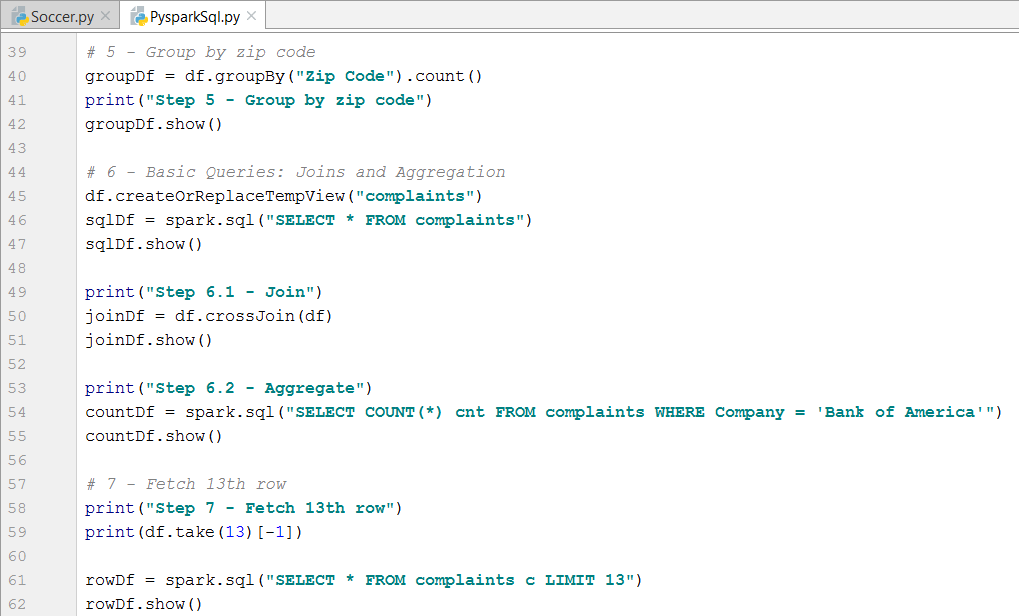 Soccer.py PysparkSql.py
39 # 5 - Group by zip code
40 groupDf = df.groupBy("Zip Code").count()
41 print("Step 5 - Group by zip code")
42 groupDf.show()
43
44 # 6 - Basic Queries: Joins and Aggregation
45 df.createOrReplaceTempView("complaints")
46 sqlDf = spark.sql("SELECT * FROM complaints")
47 sqlDf.show()
48
49 print("Step 6.1 - Join")
50 joinDf = df.crossJoin(df)
51 joinDf.show()
52
53 print("Step 6.2 - Aggregate")
54 countDf = spark.sql("SELECT COUNT(*) cnt FROM complaints WHERE Company = 'Bank of America'")
55 countDf.show()
56
57 # 7 - Fetch 13th row
58 print("Step 7 - Fetch 13th row")
59 print(df.take(13)[-1])
60
61 rowDf = spark.sql("SELECT * FROM complaints c LIMIT 13")
62 rowDf.show()